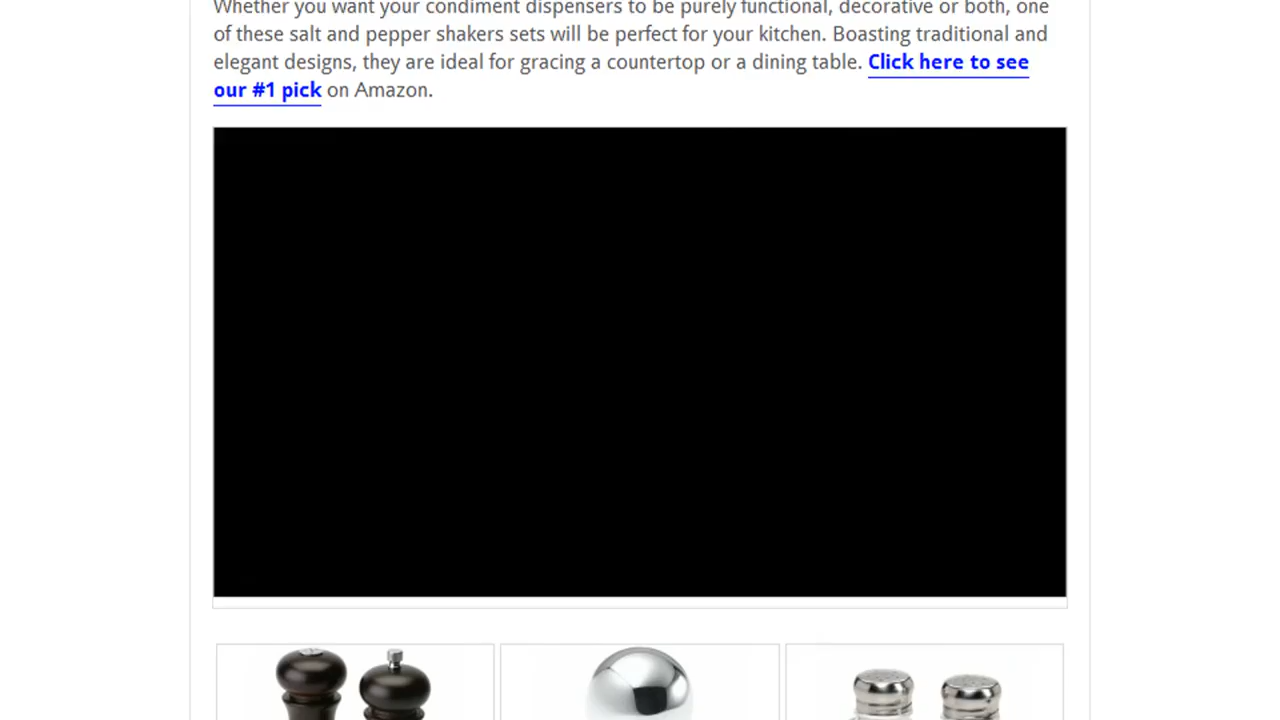 Whether you want your condiment dispensers to be purely functional, decorative or both, one
of these salt and pepper shakers sets will be perfect for your kitchen. Boasting traditional and
elegant designs, they are ideal for gracing a countertop or a dining table. Click here to see
our #1 pick on Amazon.